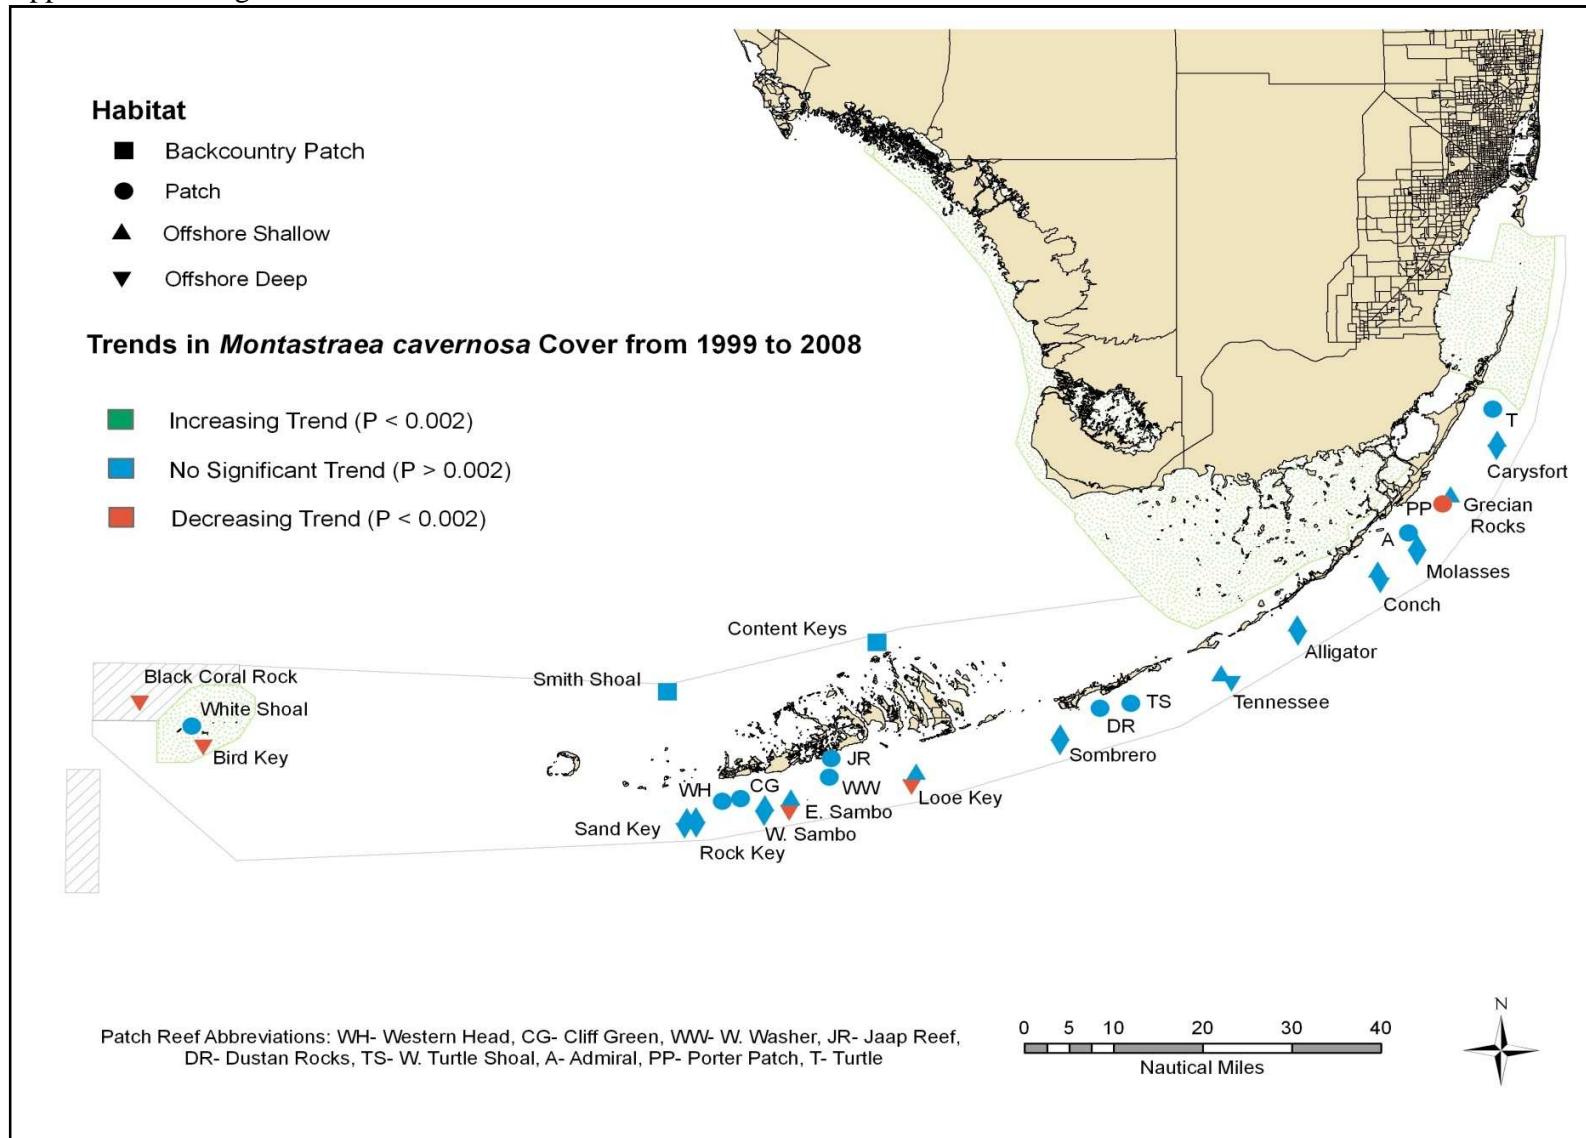 Habitat
Backcountry Patch
Patch
Offshore Shallow
Offshore Deep
Trends in Montastraea cavernosa Cover from 1999 to 2008
Increasing Trend (P < 0.002)
No Significant Trend (P > 0.002)
Decreasing Trend (P < 0.002)
T
Carysfort
PP
Grecian
Rocks
A
Molasses
Conch
Content Keys
Alligator
Smith Shoal
Black Coral Rock
Tennessee
White Shoal
TS
DR
Bird Key
Sombrero
JR
WH
CG
WW
Looe Key
E. Sambo
Sand Key
W. Sambo
Rock Key
Patch Reef Abbreviations: WH- Western Head, CG- Cliff Green, WW- W. Washer, JR- Jaap Reef,
DR- Dustan Rocks, TS- W. Turtle Shoal, A- Admiral, PP- Porter Patch, T- Turtle
0 5 10 20 30 40
Nautical Miles
N